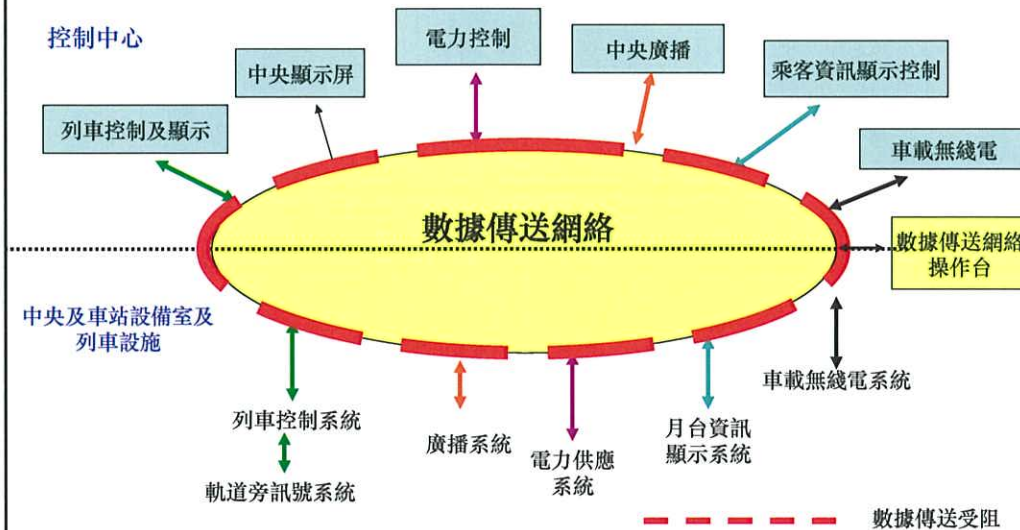 控制中心
電力控制
中央廣播
中央顯示屏
乘客資訊顯示控制
列車控制及顯示
車載無綫電
數據傳送網絡
數據傳送網絡
操作台
中央及車站設備室及
列車設施
車載無綫電系統
列車控制系統
廣播系統
月台資訊
顯示系統
電力供應
系統
軌道旁訊號系統
數據傳送受阻